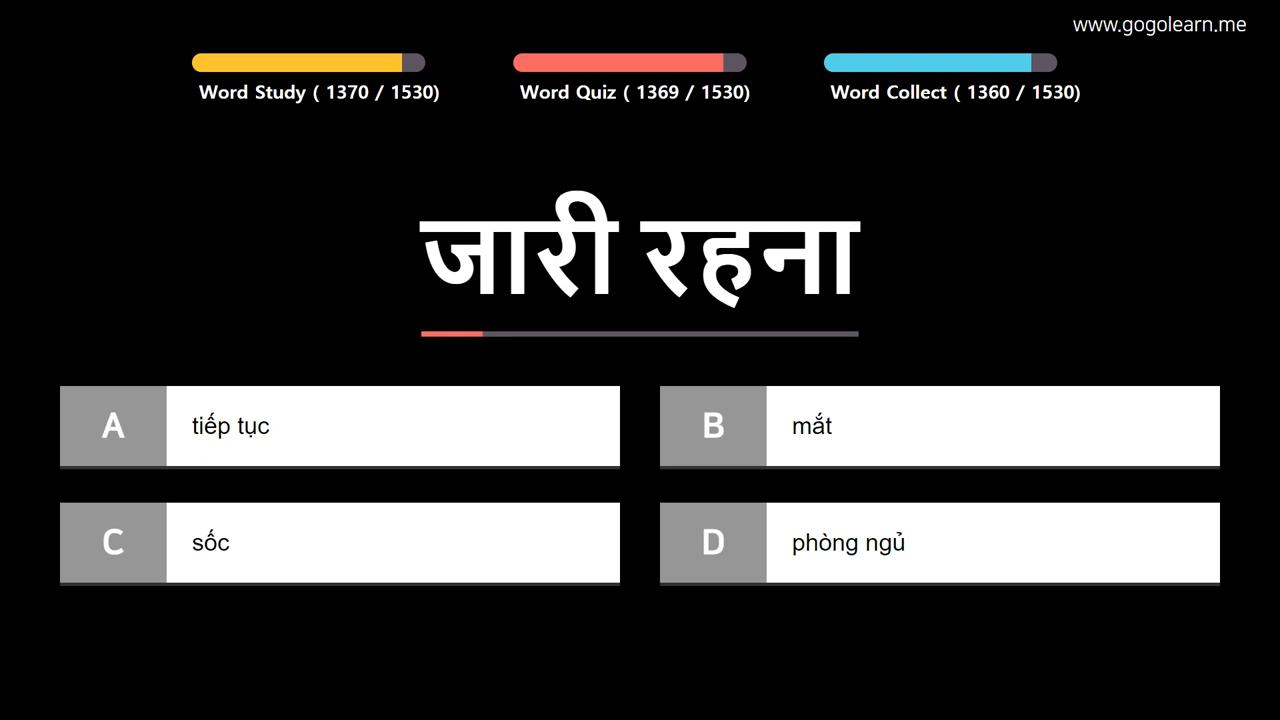 www.gogolearn.me
Word Study ( 1370 / 1530)
Word Quiz ( 1369 / 1530)
Word Collect ( 1360 / 1530)
जारी रहना
A
tiếp tục
B
mắt
C
sốc
D
phòng ngủ